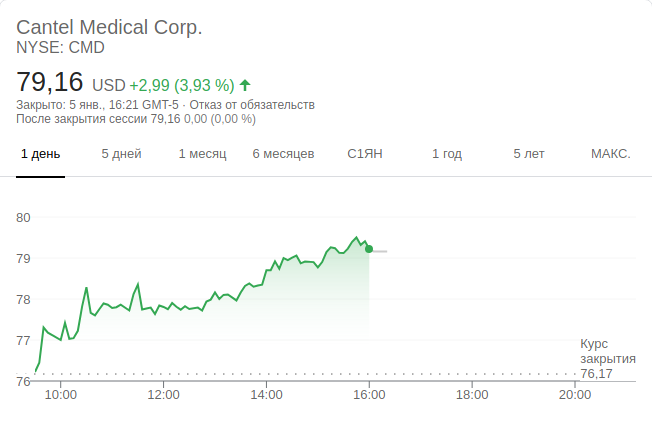 Cantel Medical Corp.
NYSE: CMD
79,16 USD +2,99 (3,93 %)
Закрыто: 5 янв., 16:21 GMT-5 · Отказ от обязательств
После закрытия сессии 79,16 0,00 (0,00 %)
1 день 5 дней 1 месяц 6 месяцев С1ЯН 1 год 5 лет МАКС.
80
79
78
77
76
Курс
закрытия
76,17
10:00 12:00 14:00 16:00 18:00 20:00